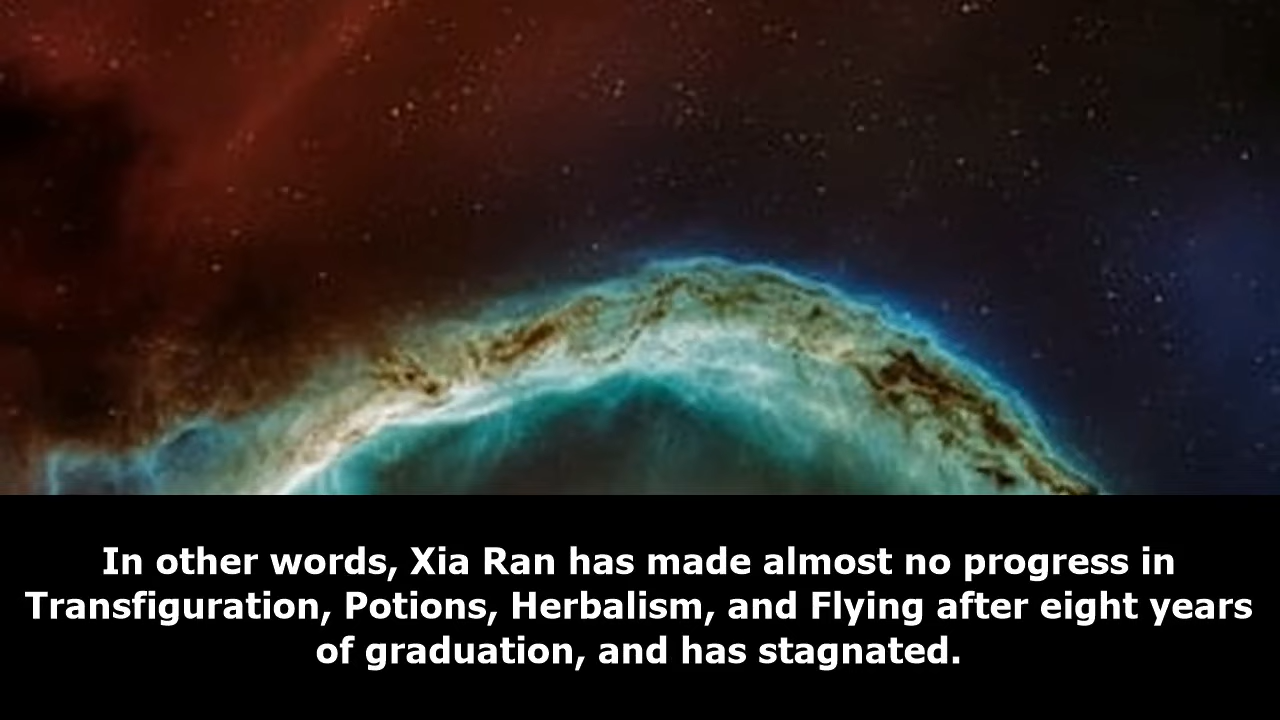 In other words, Xia Ran has made almost no progress in
Transfiguration, Potions, Herbalism, and Flying after eight years
of graduation, and has stagnated.